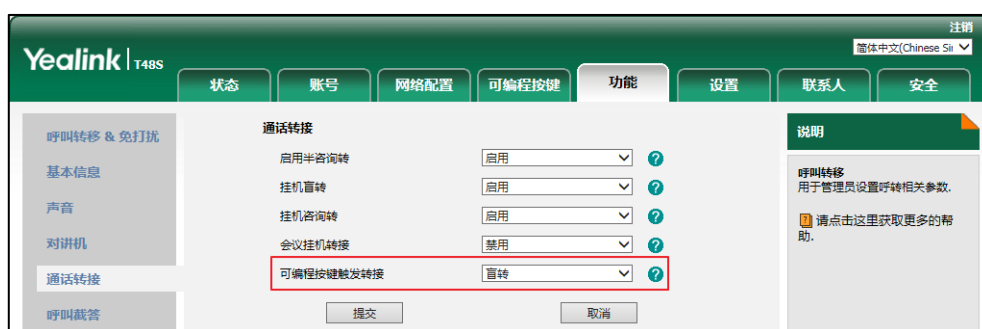 注销
Yealink T48S
简体中文(Chinese Sir
状态 账号 网络配置 可编程按键 功能 设置 联系人 安全
呼叫转移 & 免打扰
基本信息
声音
对讲机
通话转接
呼叫截答
通话转接
启用半咨询转 启用
挂机盲转 启用
挂机咨询转 启用
会议挂机转接 禁用
可编程按键触发转接 盲转
提交 取消
说明
呼叫转移
用于管理员设置呼转相关参数.
请点击这里获取更多的帮
助.